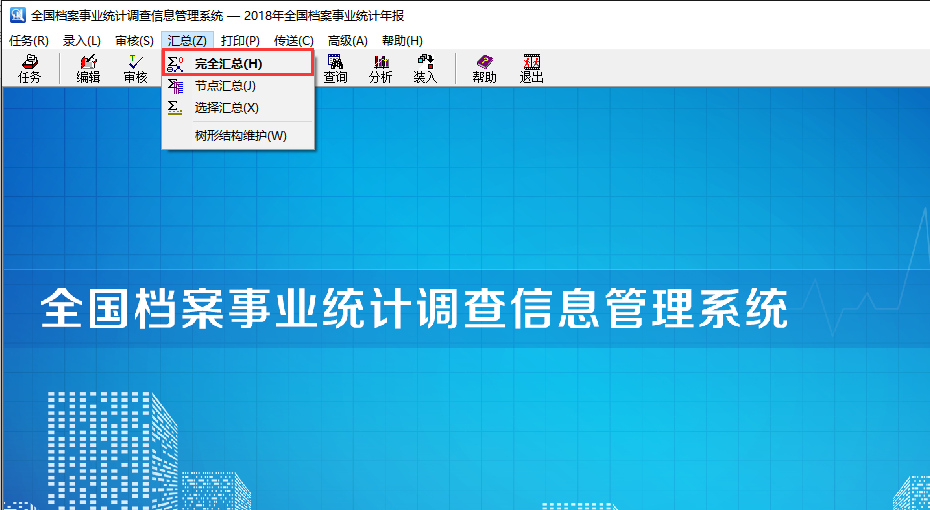 全国档案事业统计调查信息管理系统 — 2018年全国档案事业统计年报
任务(R) 录入(L) 审核(S) 汇总(Z) 打印(P) 传送(C) 高级(A) 帮助(H)
任务 编辑 审核 查询 分析 装入 帮助 退出
完全汇总(H)
节点汇总(J)
选择汇总(X)
树形结构维护(W)
全国档案事业统计调查信息管理系统